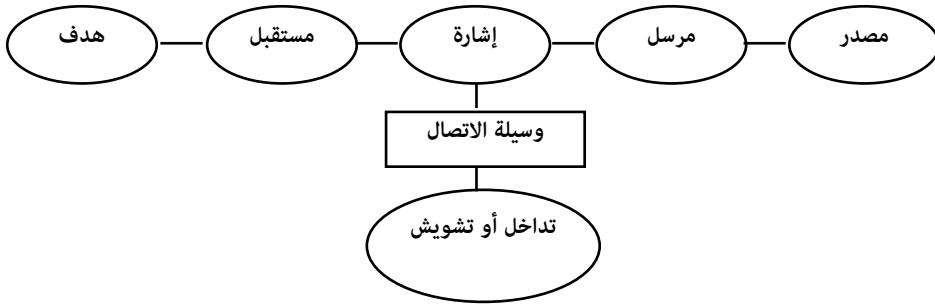 مصدر
مرسل
إشارة
مستقبل
هدف
وسيلة الاتصال
تداخل أو تشويش